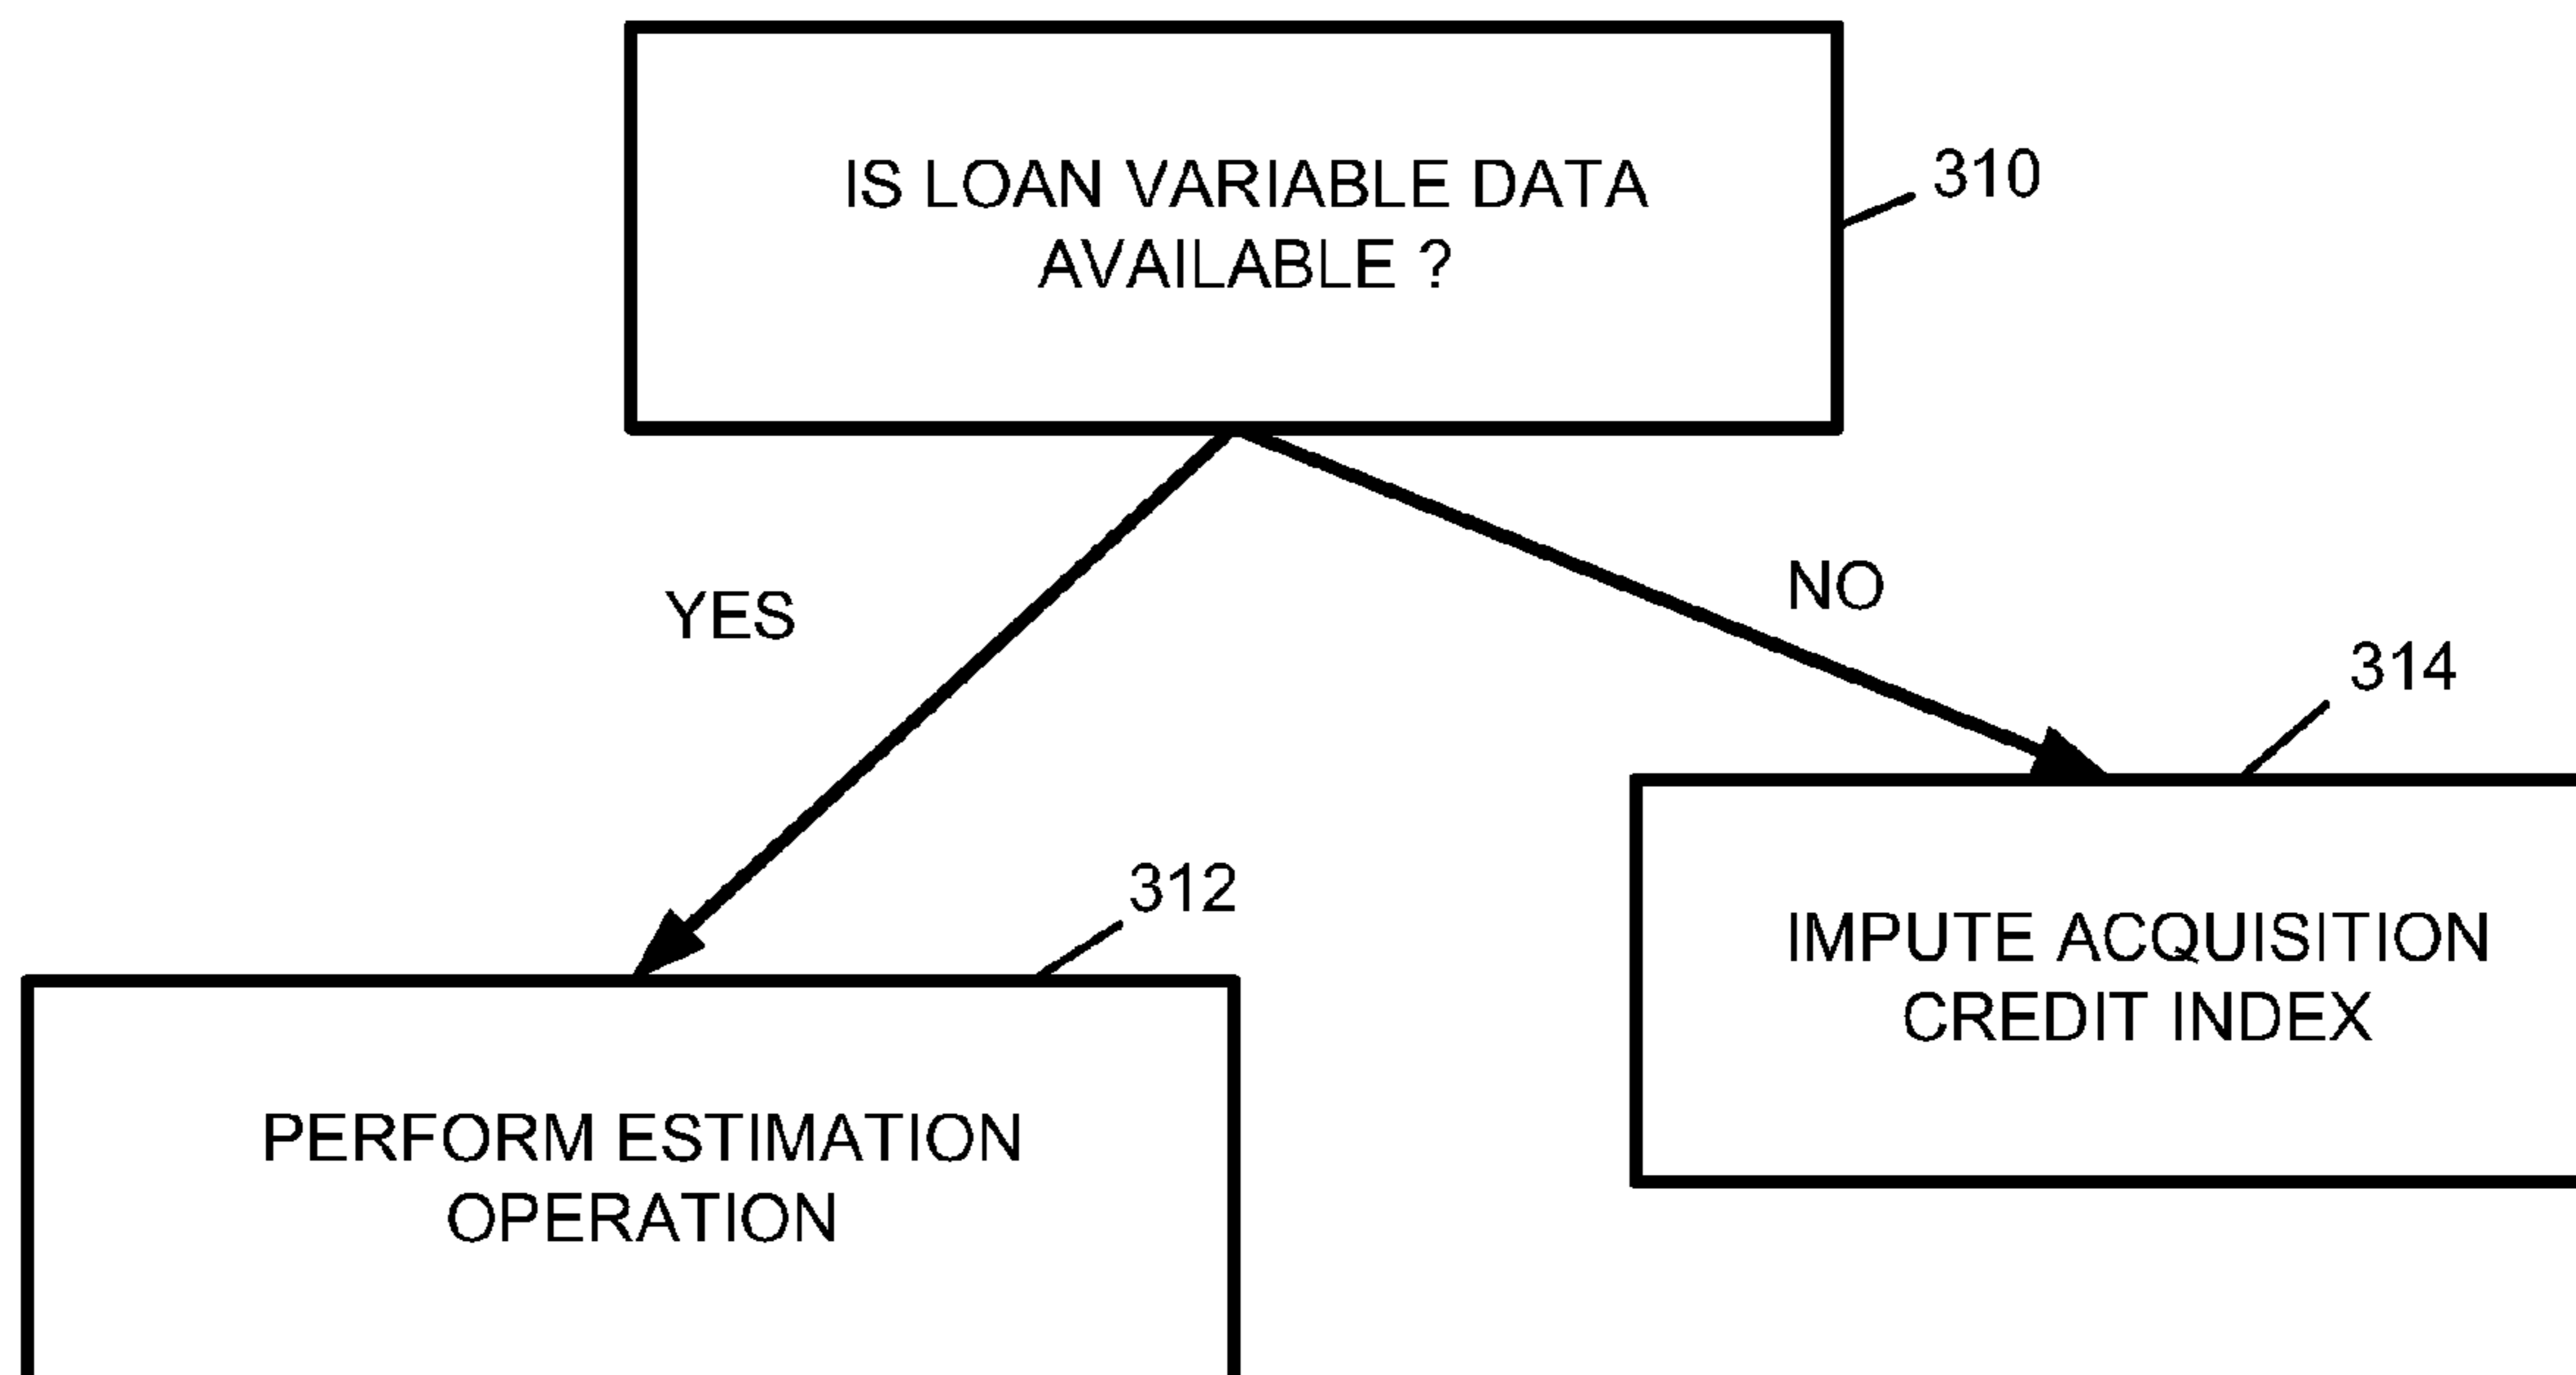 IS LOAN VARIABLE DATA
AVAILABLE ?
310
YES
NO
314
312
IMPUTE ACQUISITION
CREDIT INDEX
PERFORM ESTIMATION
OPERATION